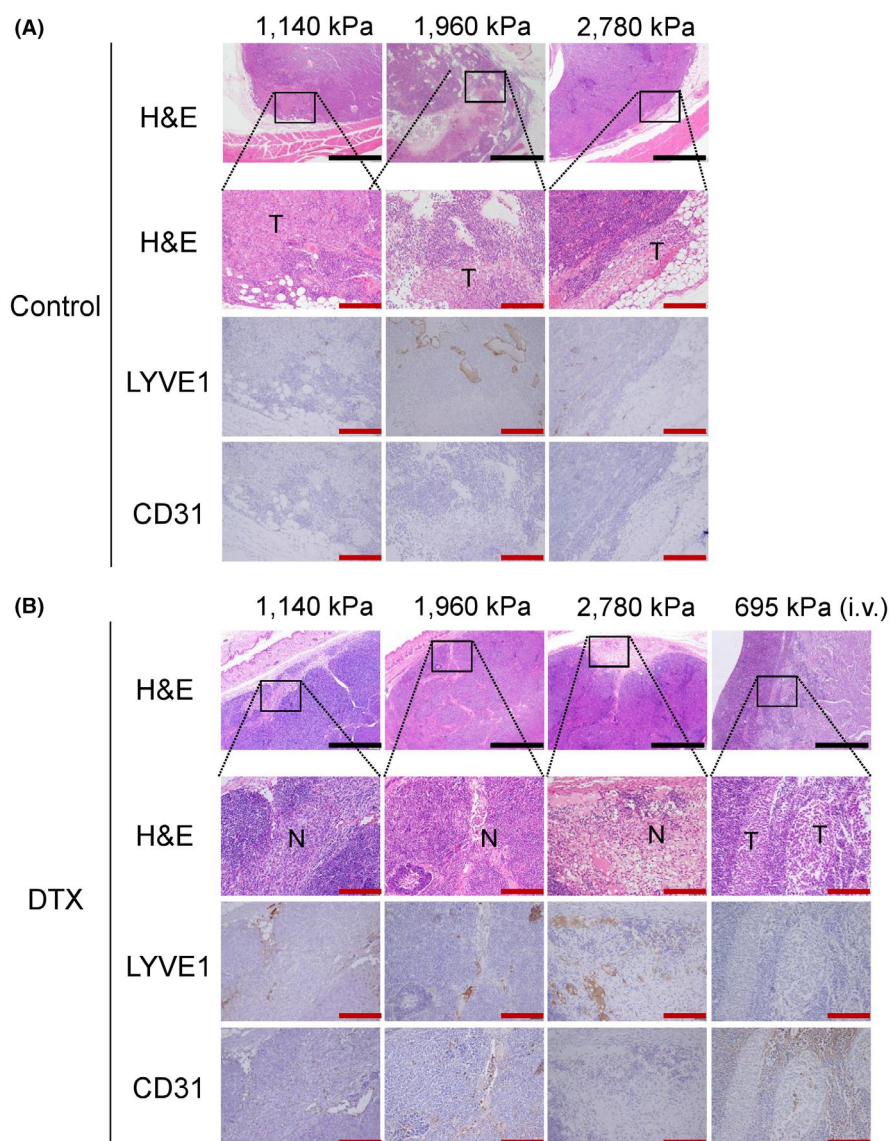 (A)
1,140 kPa 1,960 kPa 2,780 kPa
H&E
H&E
T T T
Control
LYVE1
CD31
(B)
1,140 kPa 1,960 kPa 2,780 kPa 695 kPa (i.v.)
H&E
H&E
N N N T T
DTX
LYVE1
CD31